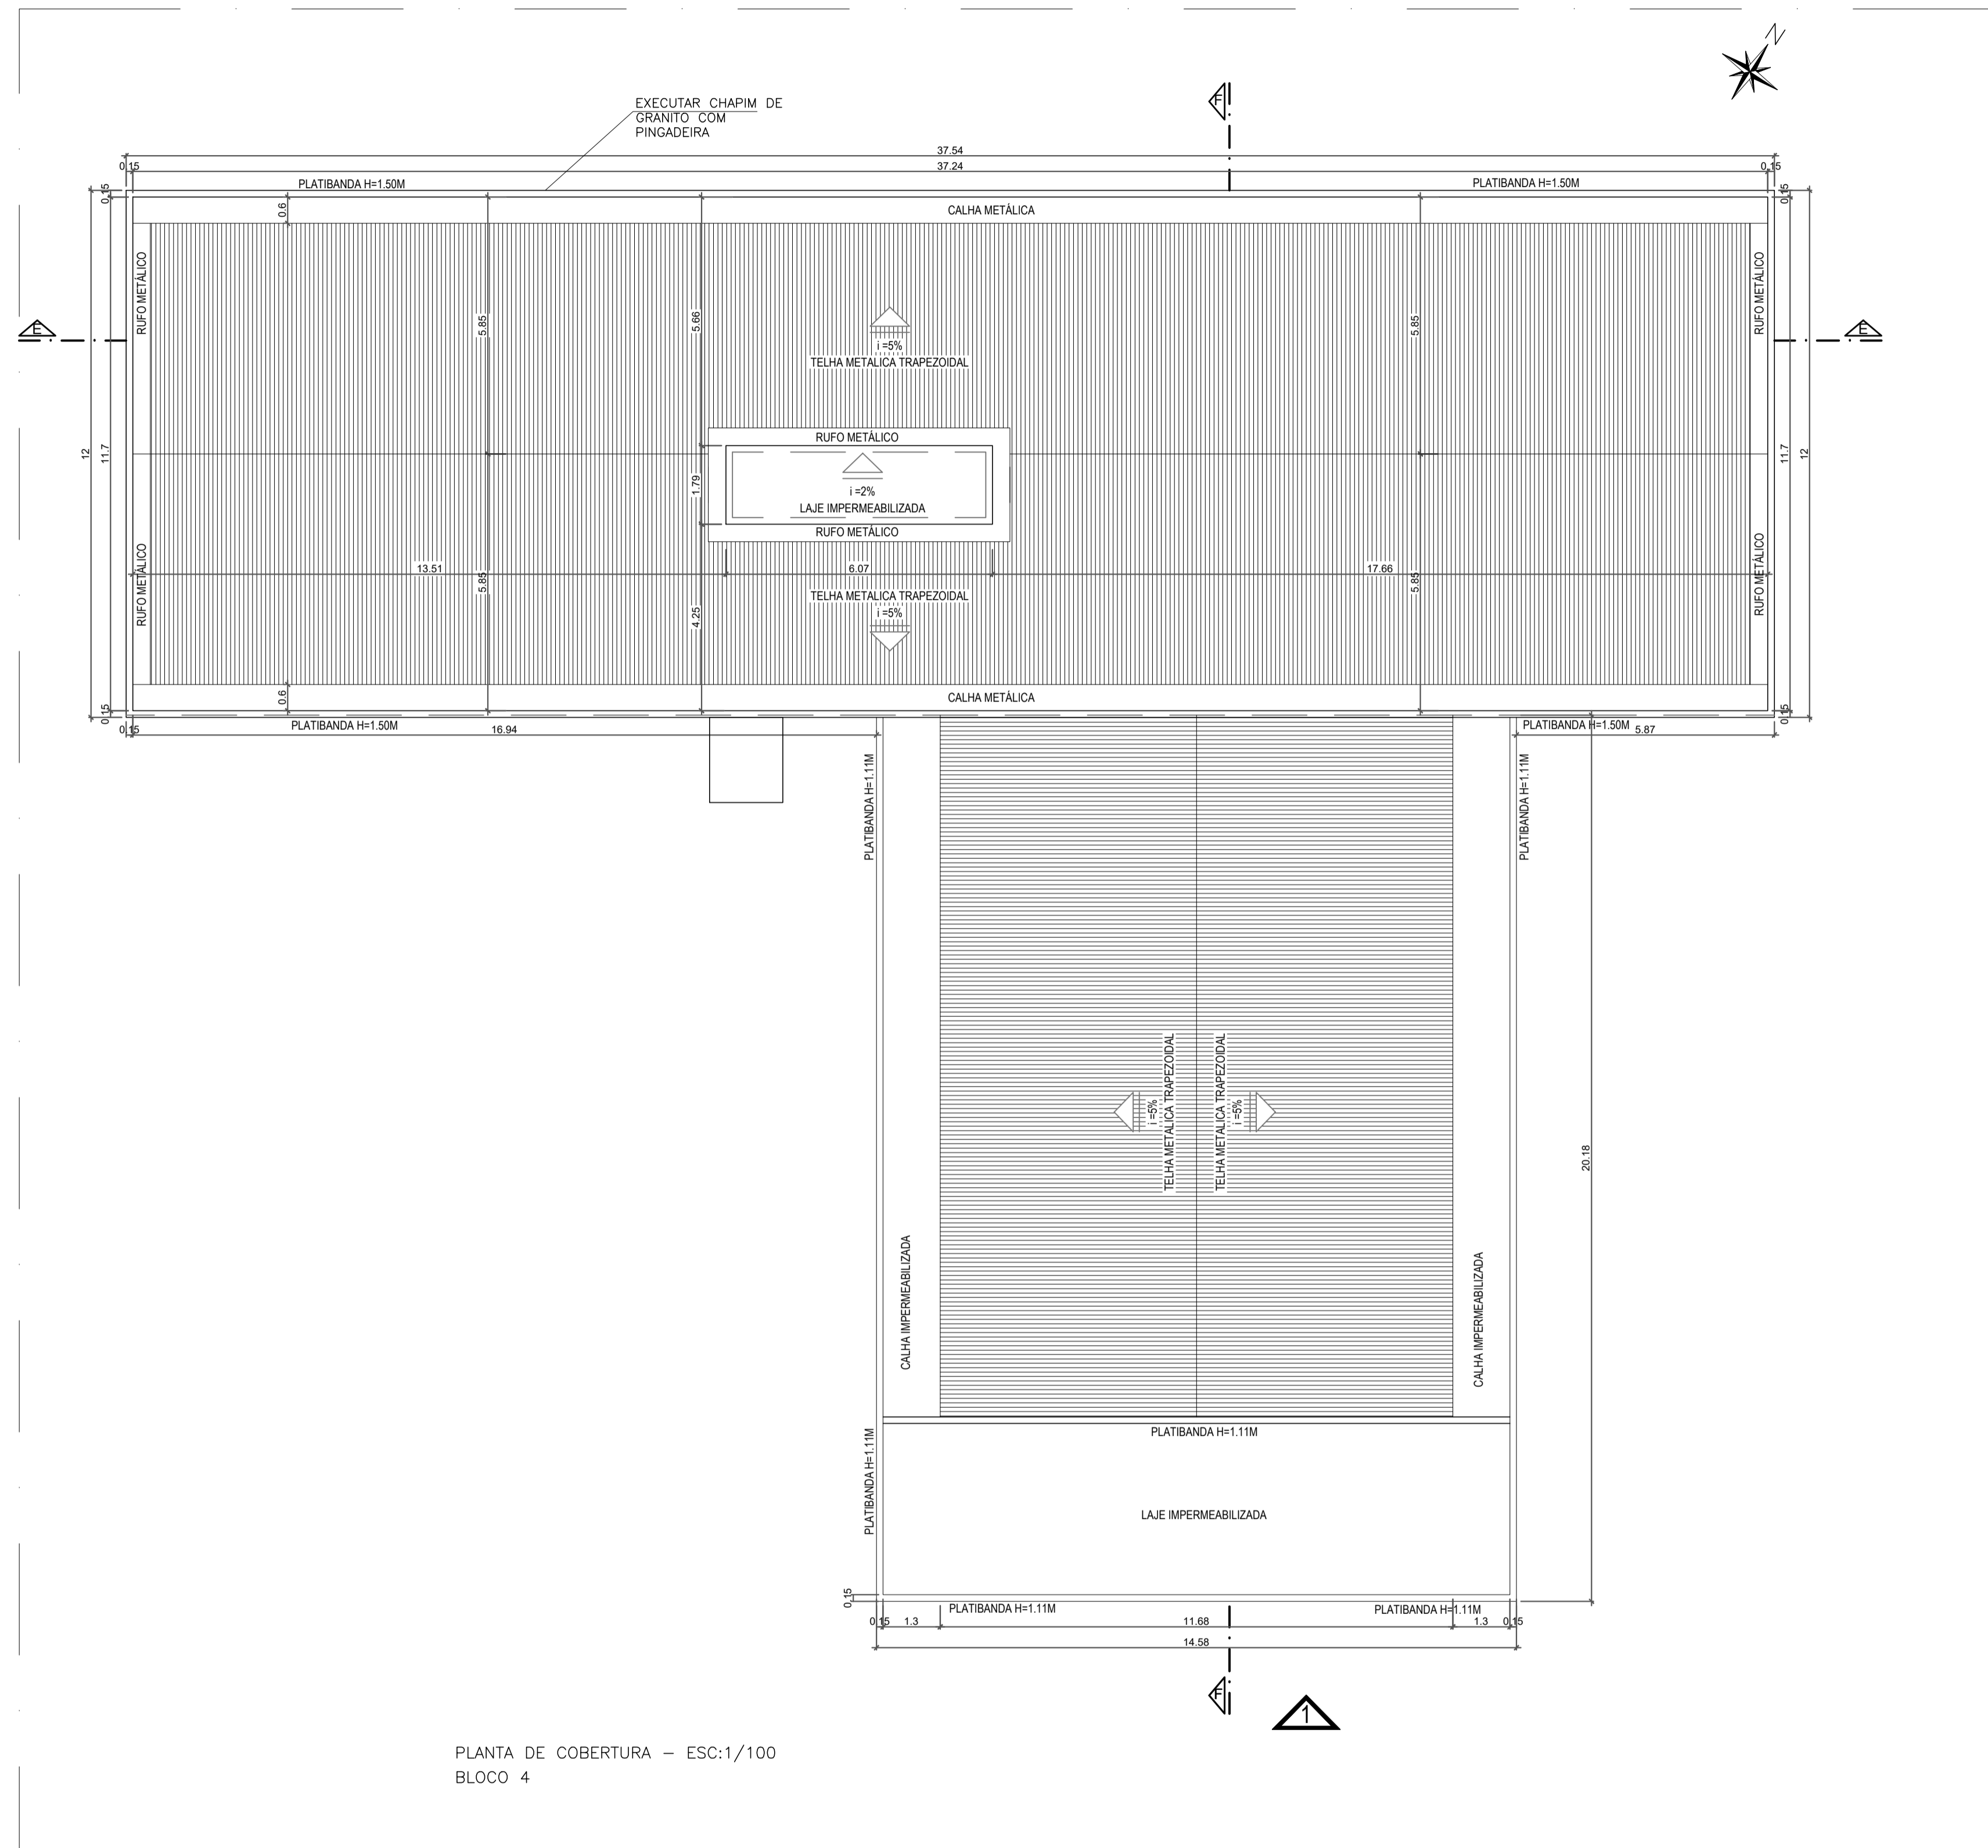 N
EXECUTAR CHAPIM DE
GRANITO COM
PINGADEIRA
F
37.54
0.15
37.24
0.15
PLATIBANDA H=1.50M
PLATIBANDA H=1.50M
0.15
0.15
0.6
CALHA METÁLICA
RUFO METÁLICO
RUFO METÁLICO
E
E
5.85
5.66
5.85
i =5%
TELHA METALICA TRAPEZOIDAL
12
11.7
11.7
12
RUFO METÁLICO
1.79
i =2%
LAJE IMPERMEABILIZADA
RUFO METÁLICO
RUFO METÁLICO
RUFO METÁLICO
13.51
6.07
17.66
5.85
4.25
5.85
TELHA METALICA TRAPEZOIDAL
i =5%
0.6
CALHA METÁLICA
0.15
0.15
0.15
PLATIBANDA H=1.50M
16.94
PLATIBANDA H=1.50M
5.87
PLATIBANDA H=1.11M
PLATIBANDA H=1.11M
i =5%
TELHA METALICA TRAPEZOIDAL
TELHA METALICA TRAPEZOIDAL
i =5%
20.18
CALHA IMPERMEABILIZADA
CALHA IMPERMEABILIZADA
PLATIBANDA H=1.11M
PLATIBANDA H=1.11M
LAJE IMPERMEABILIZADA
0.15
PLATIBANDA H=1.11M
PLATIBANDA H=1.11M
0.15
1.3
11.68
1.3
0.15
14.58
F
1
PLANTA DE COBERTURA – ESC:1/100
BLOCO 4